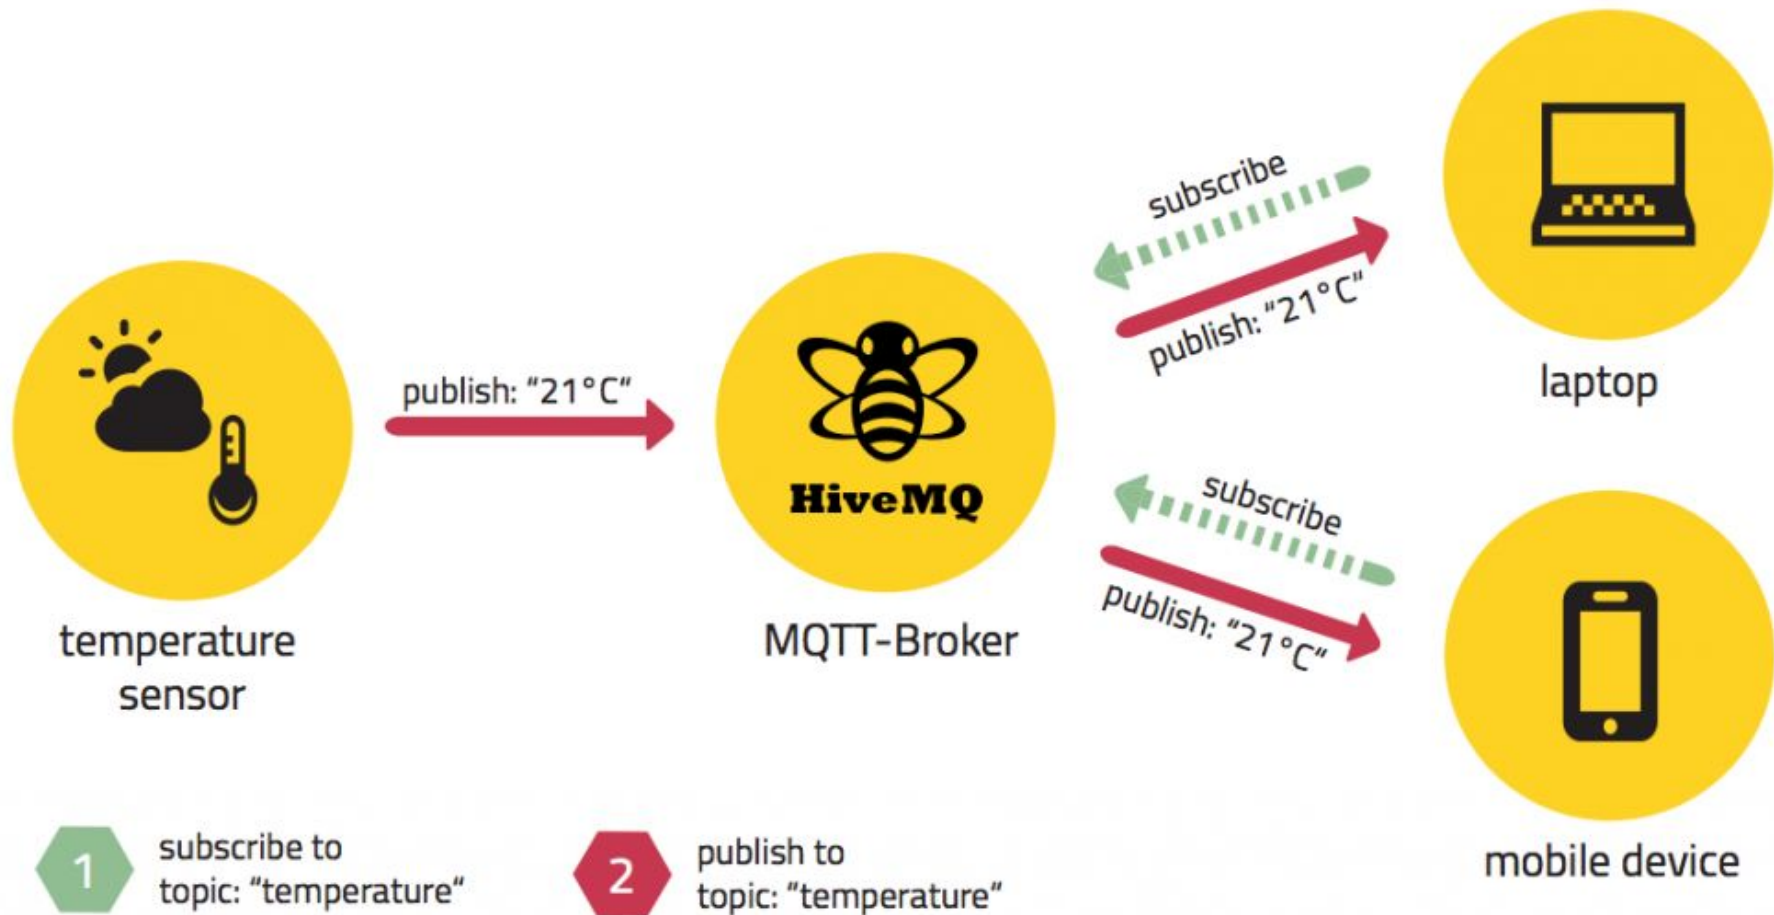 subscribe
publish: "21°C"
laptop
publish: "21°C"
HiveMQ
MQTT-Broker
temperature
sensor
subscribe
publish: "21°C"
mobile device
1
subscribe to
topic: "temperature"
2
publish to
topic: "temperature"